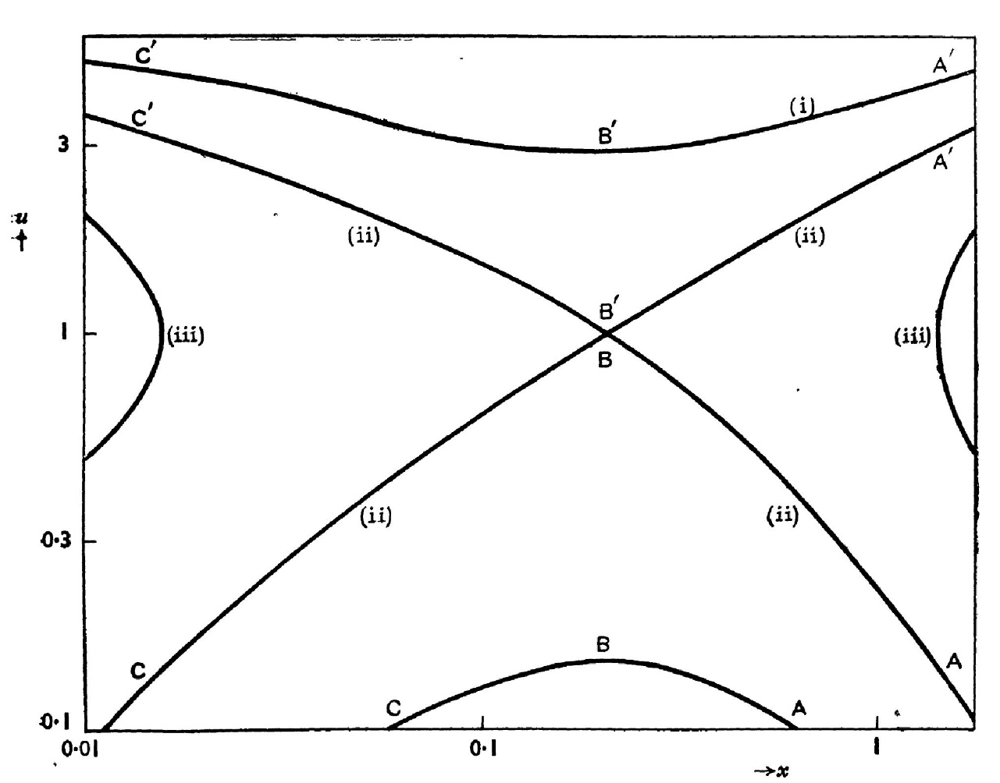 C′
A′
(i)
C′
B′
3
A′
u
(ii)
(ii)
B′
1
(iii)
(iii)
B
(ii)
(ii)
0·3
B
C
A
C
A
0·1
0·01
0·1
1
→x